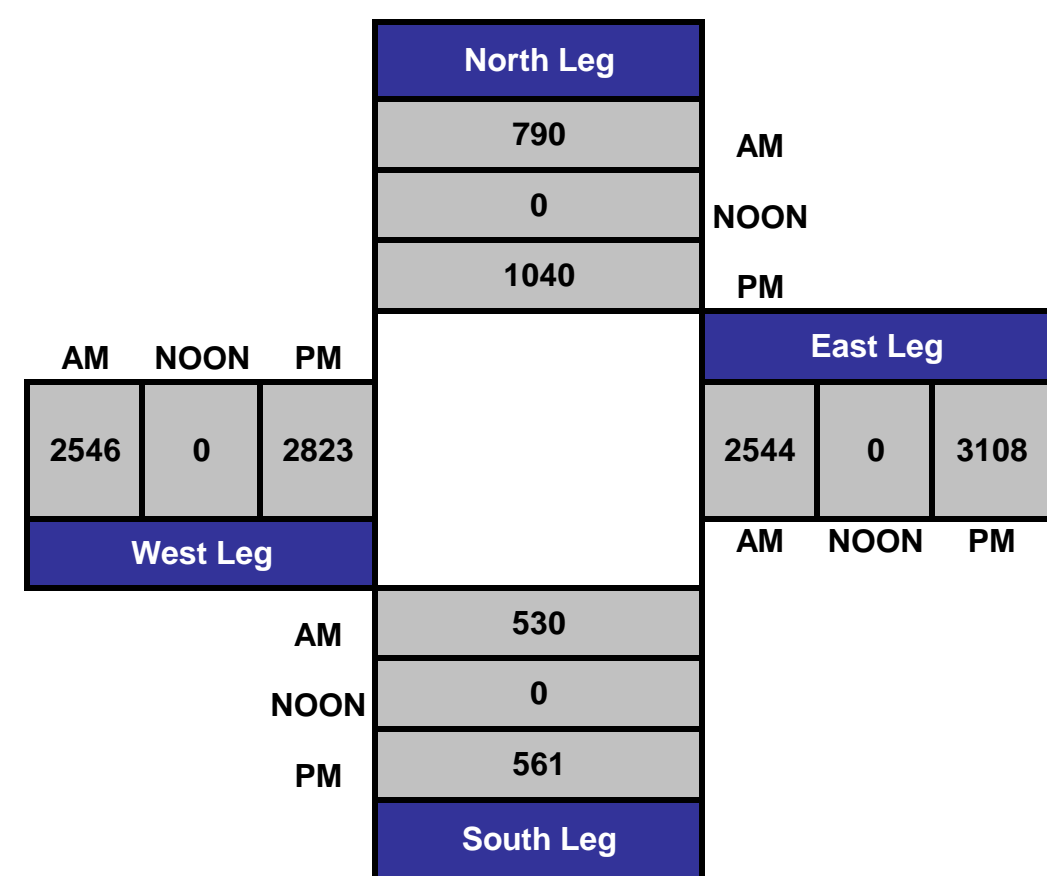 North Leg
790
AM
0
NOON
1040
PM
AM NOON PM
East Leg
2546 0 2823
2544 0 3108
West Leg
AM NOON PM
AM
530
NOON
0
PM
561
South Leg